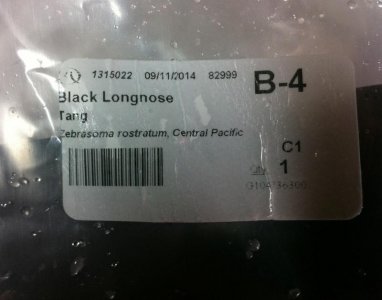 1315022 09/11/2014 82999 B-4
Black Longnose
Tang
Zebrasoma rostratum, Central Pacific
C1
1